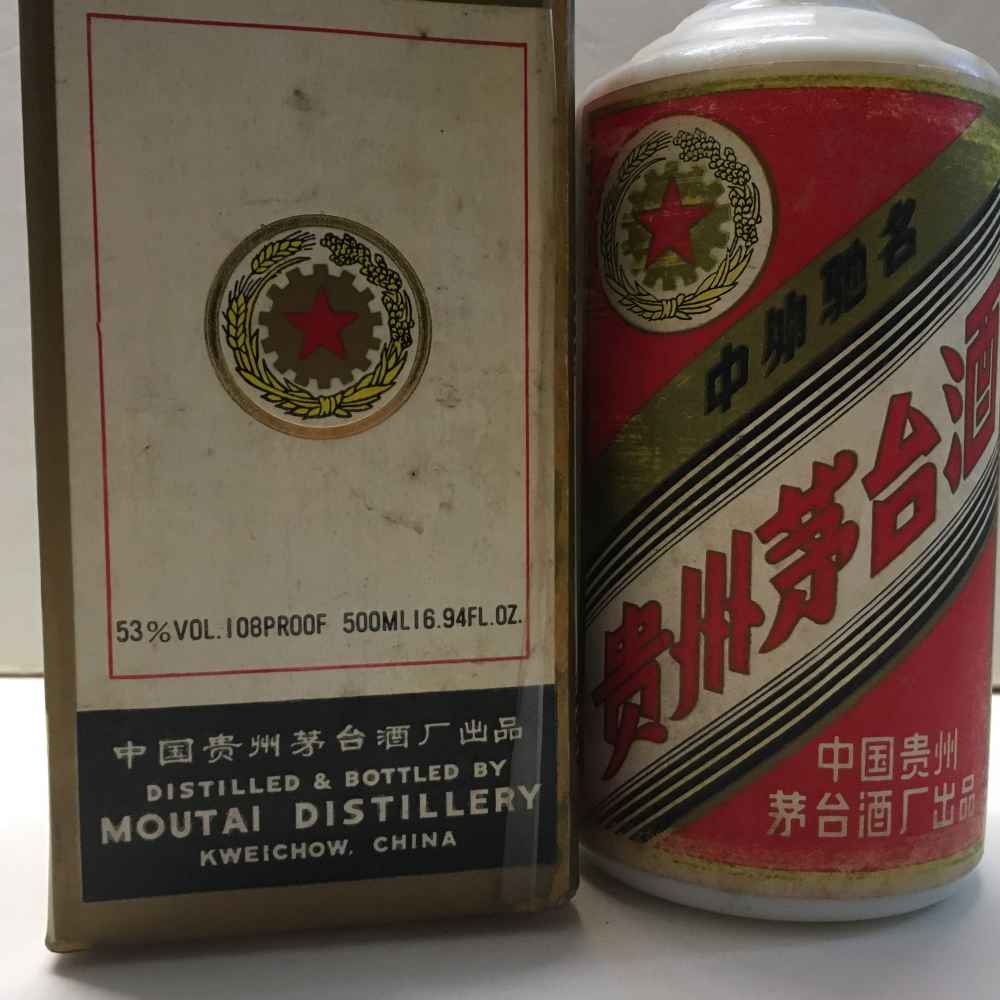 53%VOL.108PROOF 500ML16.94FL.OZ.
中国贵州茅台酒厂出品
DISTILLED & BOTTLED BY
MOUTAI DISTILLERY
KWEICHOW, CHINA
中外驰名
贵州茅台酒
中国贵州
茅台酒厂出品